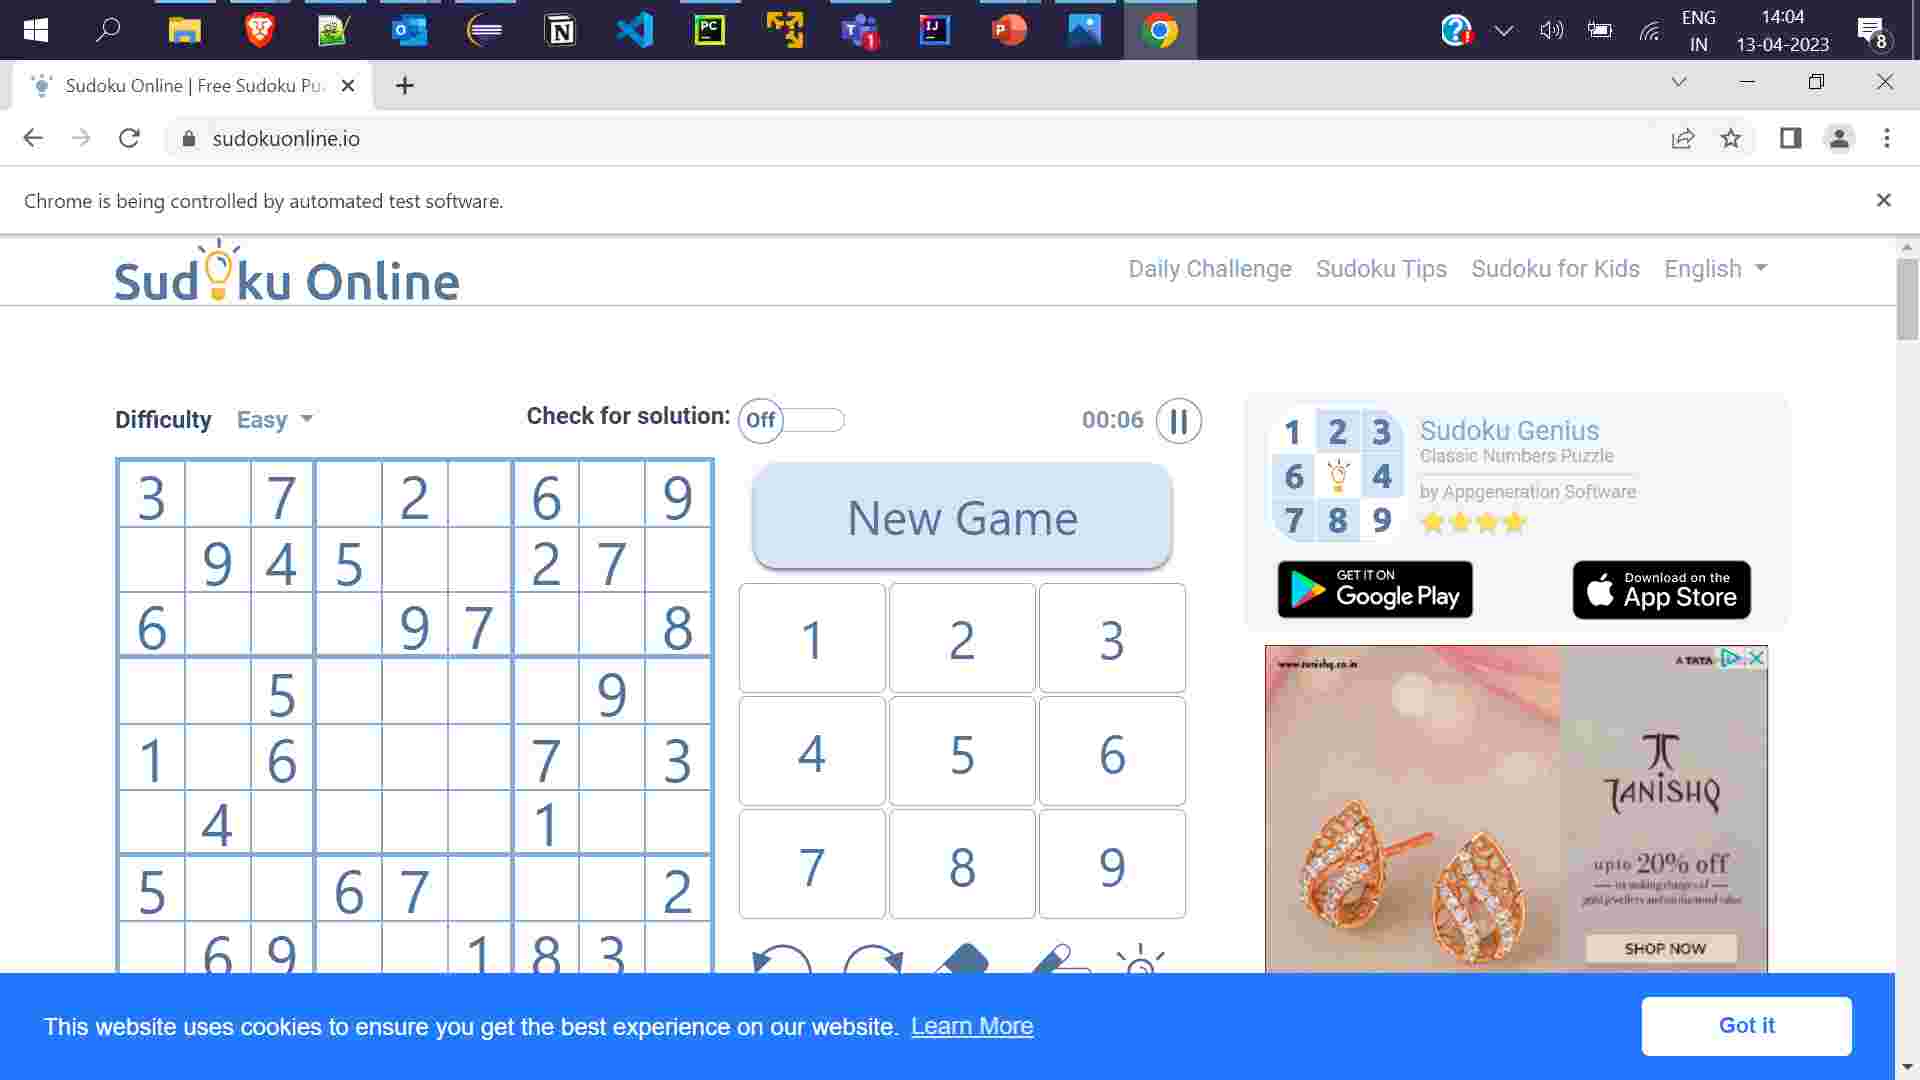 ENG
IN
14:04
13-04-2023
8
PC
T
1
IJ
P
N
Sudoku Online | Free Sudoku Pu
sudokuonline.io
Chrome is being controlled by automated test software.
Sudoku Online
Daily Challenge Sudoku Tips Sudoku for Kids English
Difficulty Easy
Check for solution: Off
00:06
3 7 2 6 9
9 4 5 2 7
6 9 7 8
5 9
1 6 7 3
4 1
5 6 7 2
6 9 1 8 3
New Game
1 2 3
4 5 6
7 8 9
1 2 3
6 4
7 8 9
Sudoku Genius
Classic Numbers Puzzle
by Appgeneration Software
GET IT ON
Google Play
Download on the
App Store
www.tanishq.co.in
A TATA
TANISHQ
upto 20% off
on making charges of
gold jewellery and on diamond value
SHOP NOW
This website uses cookies to ensure you get the best experience on our website. Learn More
Got it